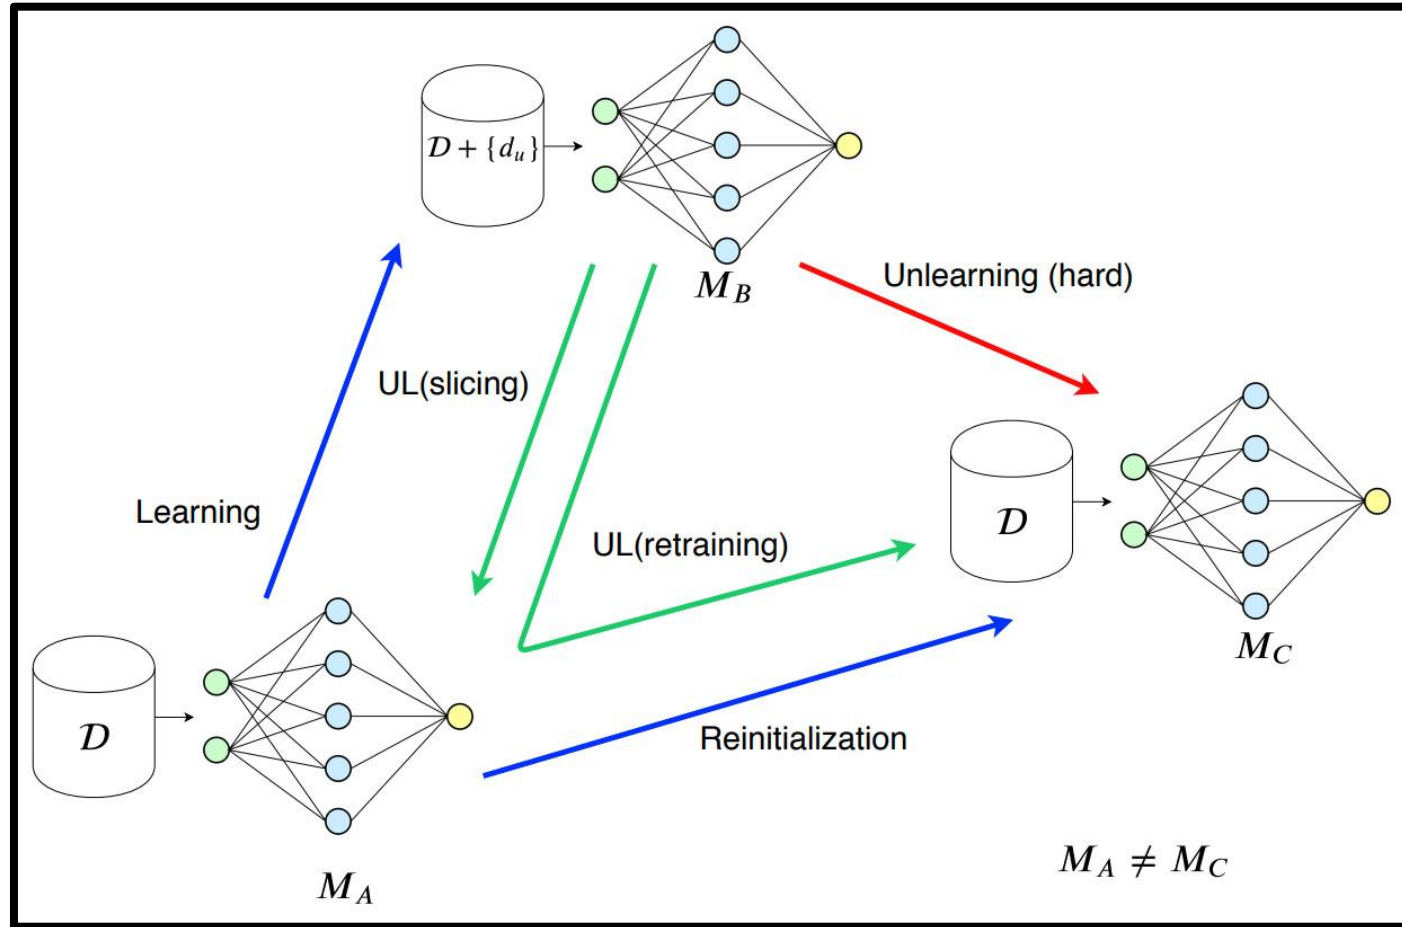 𝒟 + {d_u}
M_B
Unlearning (hard)
UL(slicing)
Learning
UL(retraining)
𝒟
M_C
Reinitialization
𝒟
M_A
M_A ≠ M_C